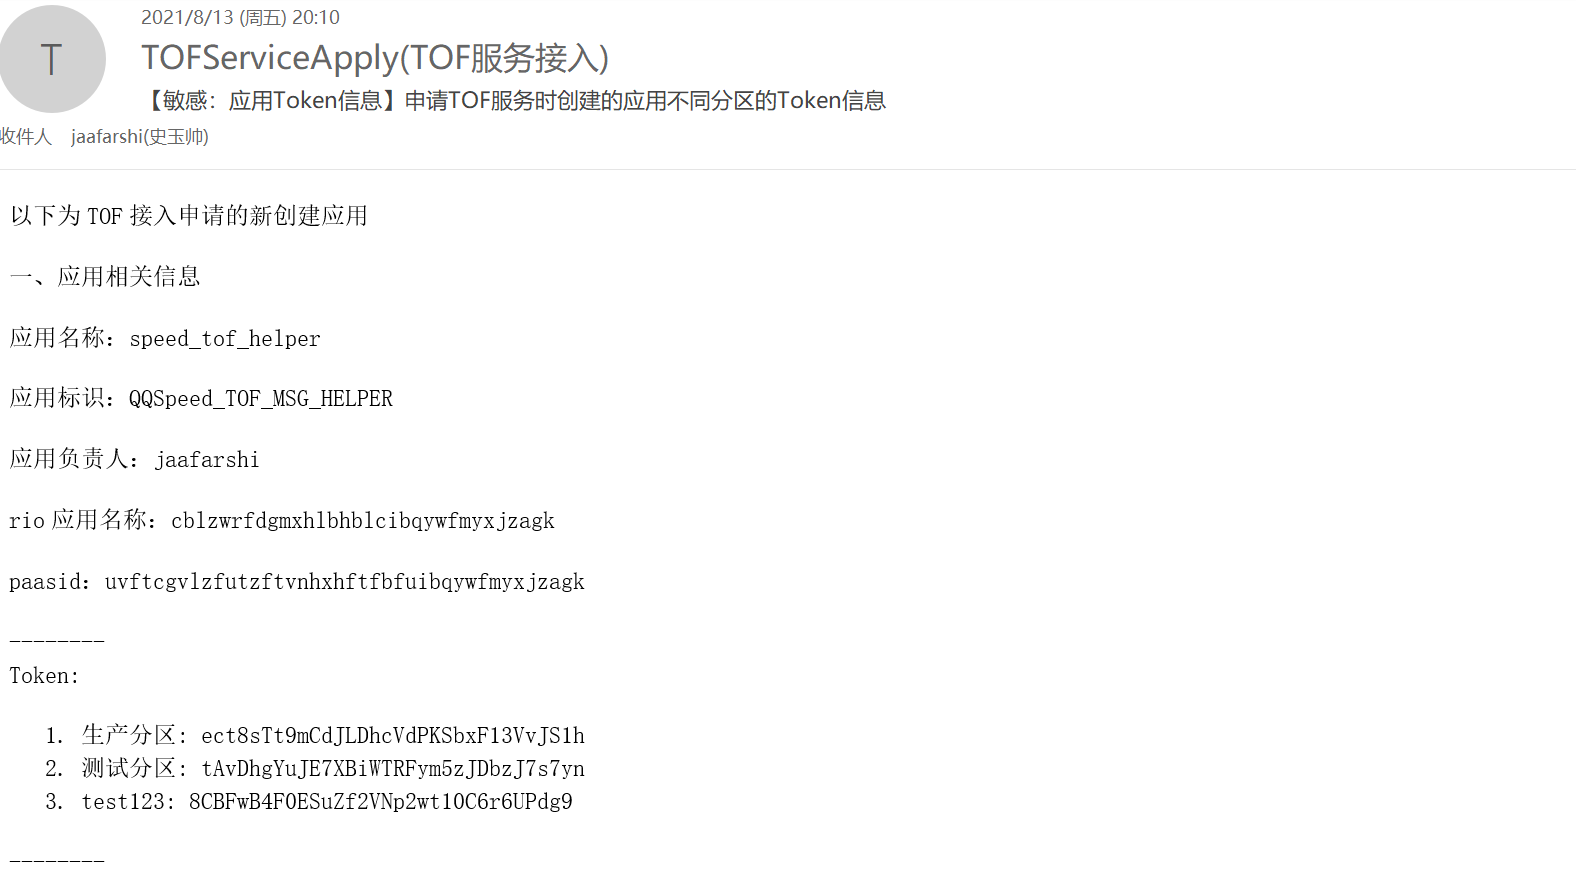 T
2021/8/13 (周五) 20:10
TOFServiceApply(TOF服务接入)
【敏感：应用Token信息】申请TOF服务时创建的应用不同分区的Token信息
收件人 jaafarshi(史玉帅)
以下为 TOF 接入申请的新创建应用
一、应用相关信息
应用名称：speed_tof_helper
应用标识：QQSpeed_TOF_MSG_HELPER
应用负责人：jaafarshi
rio 应用名称：cblzwrfdgmxhlbhblcibqywfmyxjzagk
paasid：uvftcgvlzfutzftvnhxhftfbfuibqywfmyxjzagk
--------
Token:
1. 生产分区: ect8sTt9mCdJLDhcVdPKSbxF13VvJS1h
2. 测试分区: tAvDhgYuJE7XBiWTRFym5zJDbzJ7s7yn
3. test123: 8CBFwB4F0ESuZf2VNp2wt10C6r6UPdg9
--------